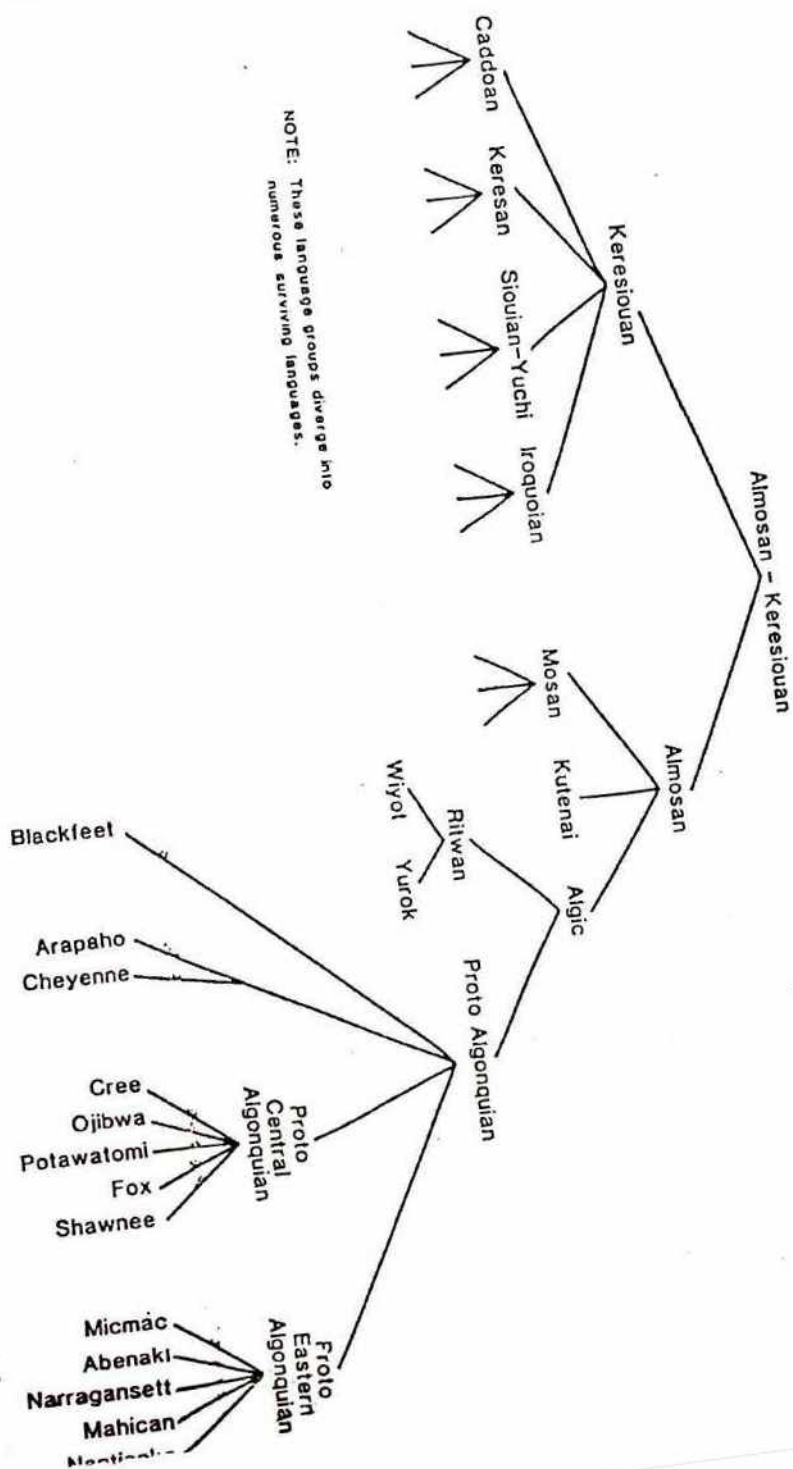 Almosan – Keresiouan
Keresiouan
Almosan
Caddoan
Keresan
Siouian–Yuchi
Iroquoian
Mosan
Kutenai
Algic
Ritwan
Wiyot
Yurok
Proto Algonquian
NOTE: These language groups diverge into
numerous surviving languages.
Blackfeet
Arapaho
Cheyenne
Proto
Central
Algonquian
Cree
Ojibwa
Potawatomi
Fox
Shawnee
Proto
Eastern
Algonquian
Micmac
Abenaki
Narragansett
Mahican